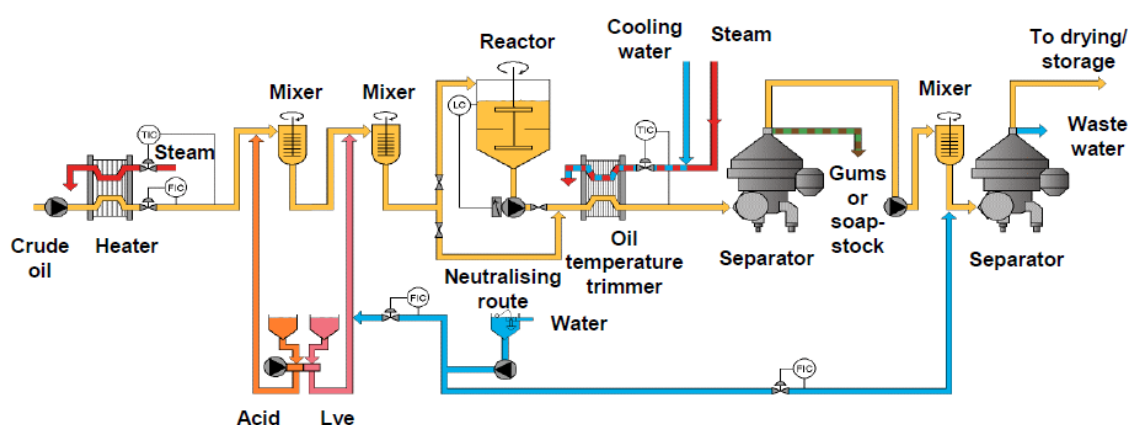 Cooling
water
Steam
To drying/
storage
Reactor
Mixer
Mixer
Mixer
LC
TIC
TIC
Steam
FIC
Waste
water
Gums
or
soap-
stock
Crude
oil
Heater
Oil
temperature
trimmer
Separator
Separator
Neutralising
route
FIC
Water
FIC
Acid
Lye